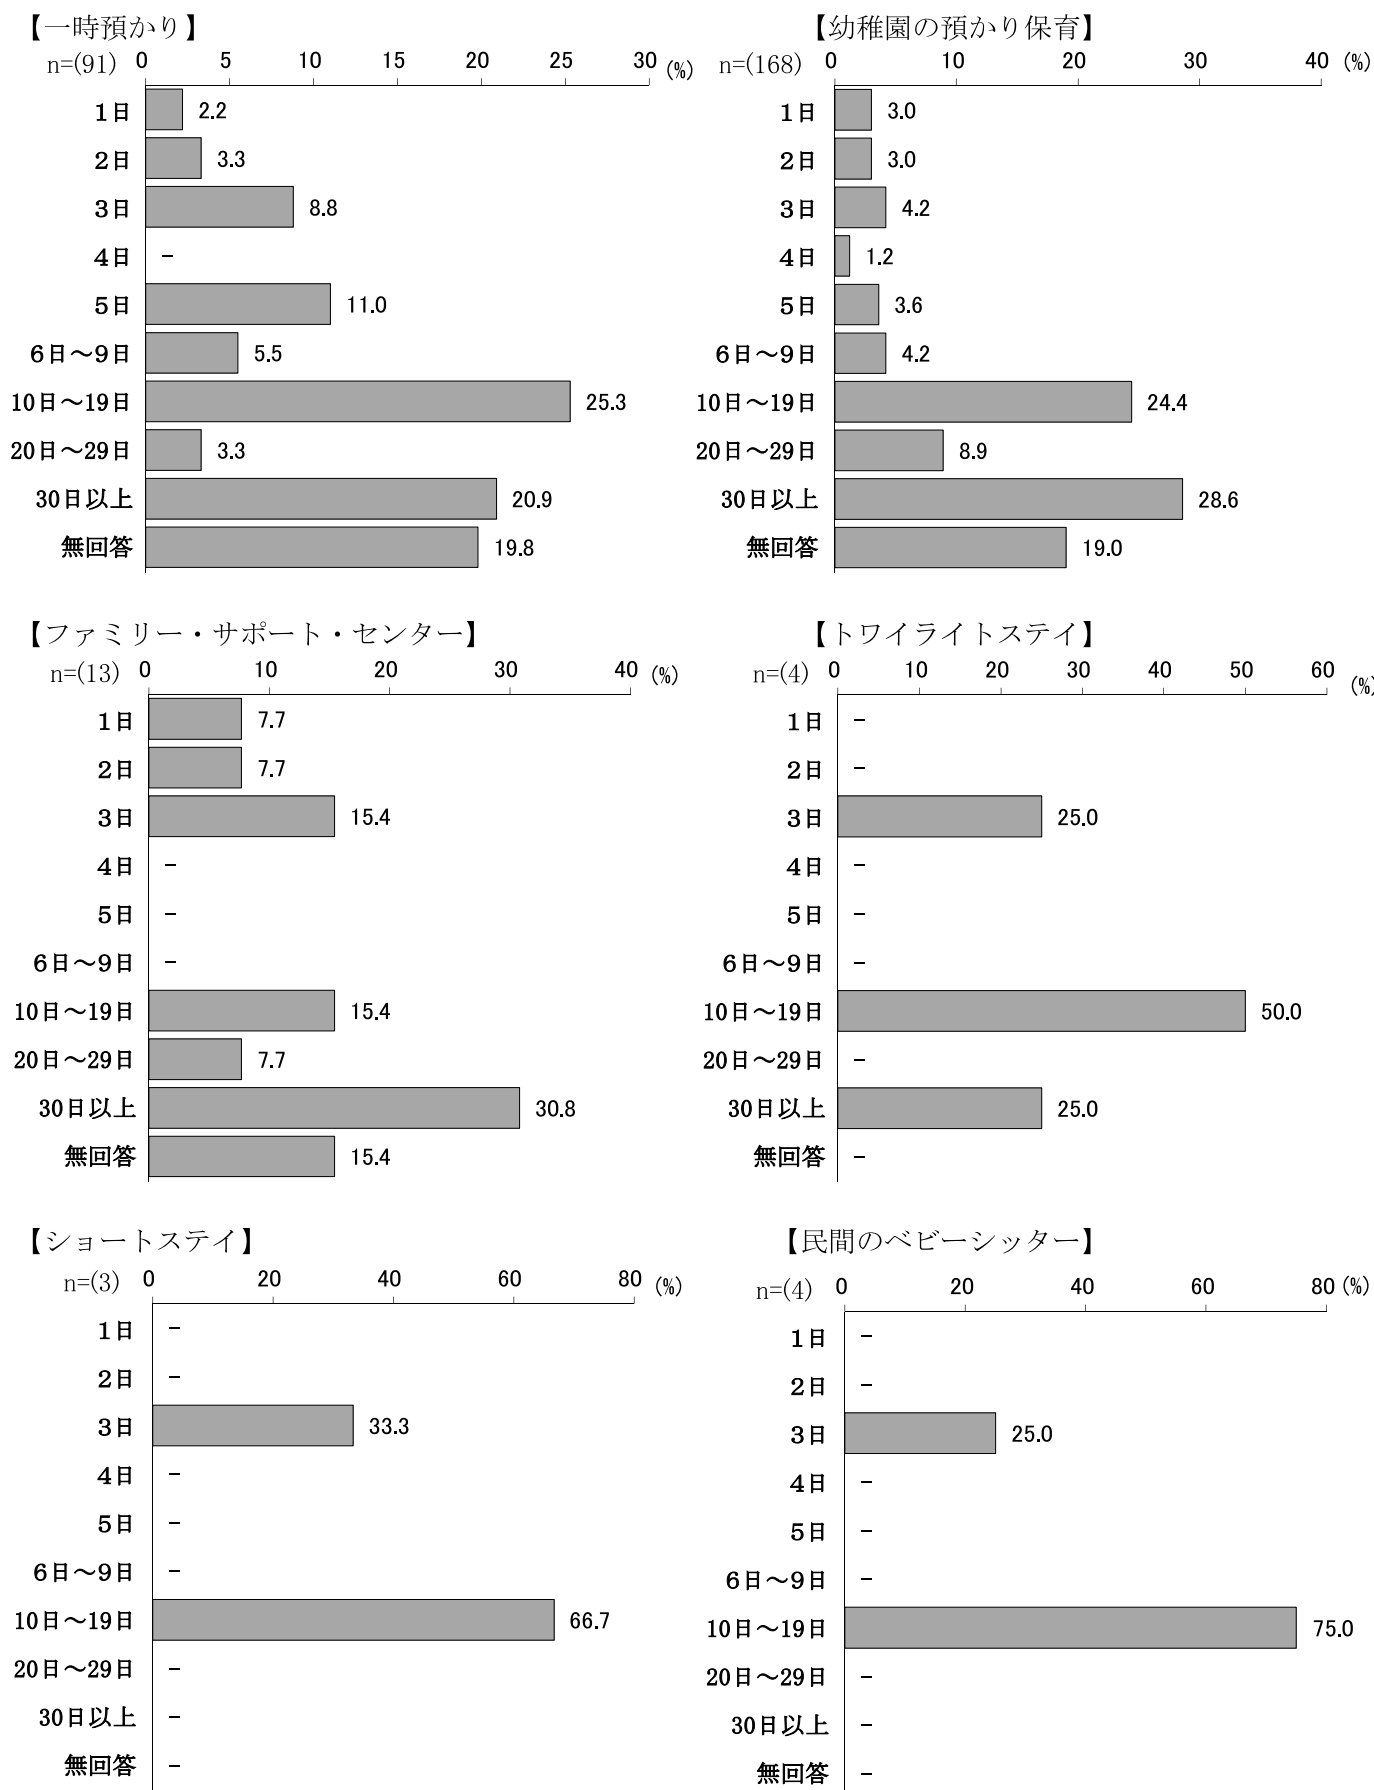 【一時預かり】
n=(91) 0 5 10 15 20 25 30 (%)
1日 2.2
2日 3.3
3日 8.8
4日 -
5日 11.0
6日～9日 5.5
10日～19日 25.3
20日～29日 3.3
30日以上 20.9
無回答 19.8
【幼稚園の預かり保育】
n=(168) 0 10 20 30 40 (%)
1日 3.0
2日 3.0
3日 4.2
4日 1.2
5日 3.6
6日～9日 4.2
10日～19日 24.4
20日～29日 8.9
30日以上 28.6
無回答 19.0
【ファミリー・サポート・センター】
n=(13) 0 10 20 30 40 (%)
1日 7.7
2日 7.7
3日 15.4
4日 -
5日 -
6日～9日 -
10日～19日 15.4
20日～29日 7.7
30日以上 30.8
無回答 15.4
【トワイライトステイ】
n=(4) 0 10 20 30 40 50 60 (%)
1日 -
2日 -
3日 25.0
4日 -
5日 -
6日～9日 -
10日～19日 50.0
20日～29日 -
30日以上 25.0
無回答 -
【ショートステイ】
n=(3) 0 20 40 60 80 (%)
1日 -
2日 -
3日 33.3
4日 -
5日 -
6日～9日 -
10日～19日 66.7
20日～29日 -
30日以上 -
無回答 -
【民間のベビーシッター】
n=(4) 0 20 40 60 80 (%)
1日 -
2日 -
3日 25.0
4日 -
5日 -
6日～9日 -
10日～19日 75.0
20日～29日 -
30日以上 -
無回答 -